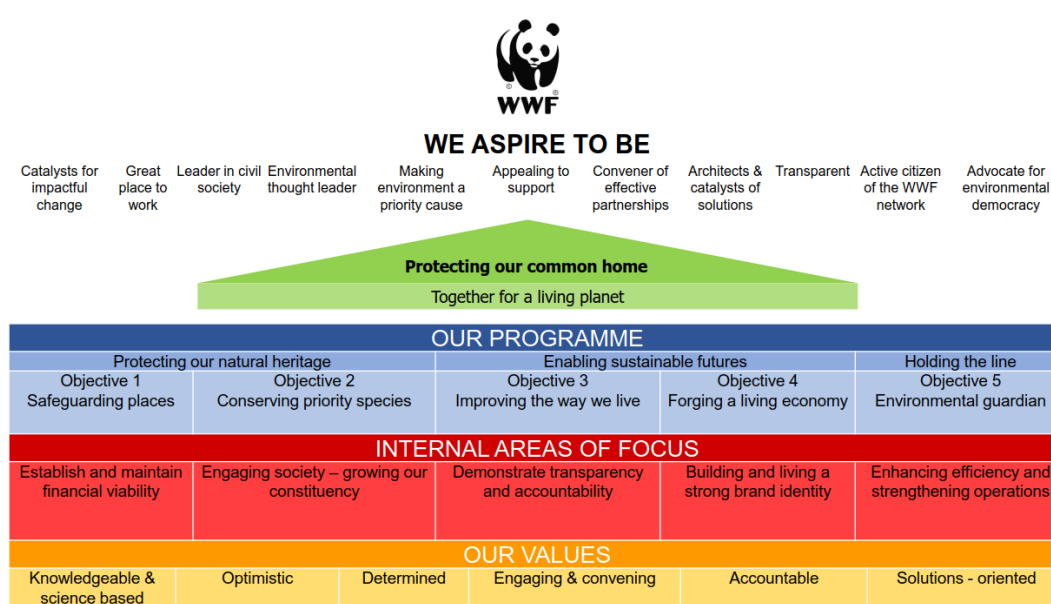 WWF
WE ASPIRE TO BE
Catalysts for
impactful
change
Great
place to
work
Leader in civil
society
Environmental
thought leader
Making
environment a
priority cause
Appealing to
support
Convener of
effective
partnerships
Architects &
catalysts of
solutions
Transparent
Active citizen
of the WWF
network
Advocate for
environmental
democracy
Protecting our common home
Together for a living planet
OUR PROGRAMME
Protecting our natural heritage
Enabling sustainable futures
Holding the line
Objective 1
Safeguarding places
Objective 2
Conserving priority species
Objective 3
Improving the way we live
Objective 4
Forging a living economy
Objective 5
Environmental guardian
INTERNAL AREAS OF FOCUS
Establish and maintain
financial viability
Engaging society – growing our
constituency
Demonstrate transparency
and accountability
Building and living a
strong brand identity
Enhancing efficiency and
strengthening operations
OUR VALUES
Knowledgeable &
science based
Optimistic
Determined
Engaging & convening
Accountable
Solutions - oriented